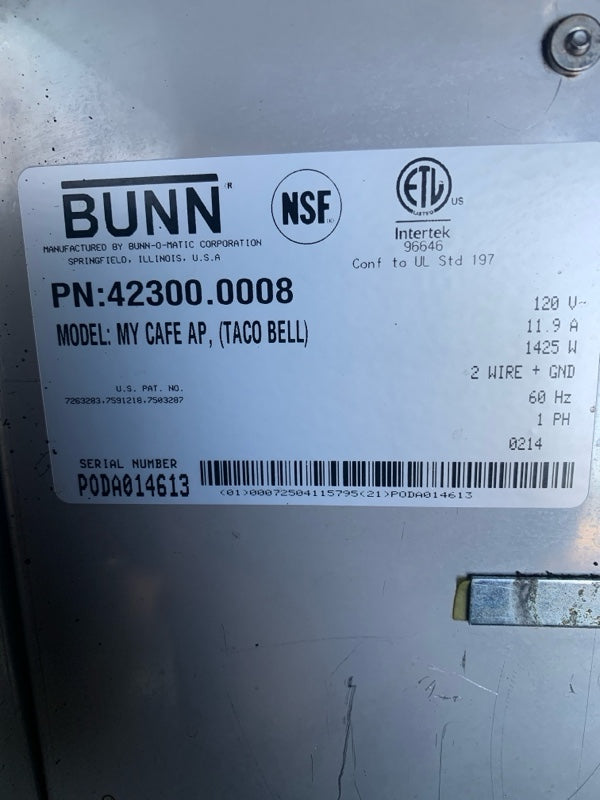 BUNN®
MANUFACTURED BY BUNN-O-MATIC CORPORATION
SPRINGFIELD, ILLINOIS, U.S.A
NSF
ETL US
LISTED
Intertek
96646
Conf to UL Std 197
PN:42300.0008
MODEL: MY CAFE AP, (TACO BELL)
120 V~
11.9 A
1425 W
2 WIRE + GND
60 Hz
1 PH
0214
U.S. PAT. NO.
7263283,7591218,7503287
SERIAL NUMBER
PODA014613
(01)00072504115795(21)PODA014613